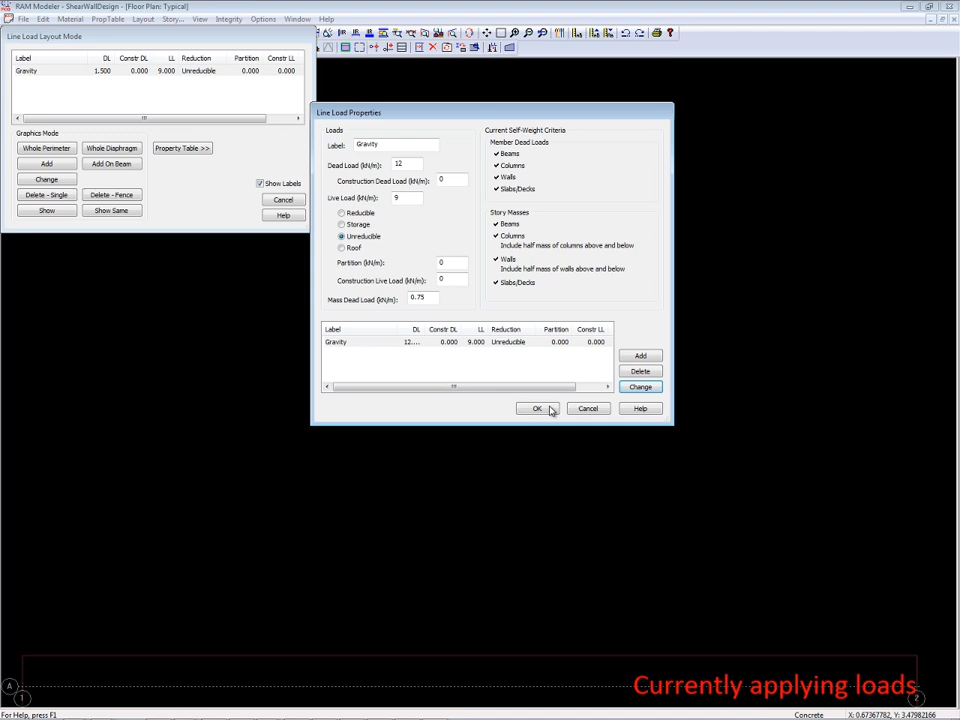 RAM Modeler - ShearWallDesign - [Floor Plan: Typical]
File Edit Material PropTable Layout Story... View Integrity Options Window Help
Line Load Layout Mode
Label DL Constr DL LL Reduction Partition Constr LL
Gravity 1.500 0.000 9.000 Unreducible 0.000 0.000
Graphics Mode
Whole Perimeter Whole Diaphragm Property Table >>
Add Add On Beam
Change
Show Labels
Delete - Single Delete - Fence
Cancel
Show Show Same
Help
Line Load Properties
Loads
Label: Gravity
Dead Load (kN/m): 12
Construction Dead Load (kN/m): 0
Live Load (kN/m): 9
Reducible
Storage
Unreducible
Roof
Partition (kN/m): 0
Construction Live Load (kN/m): 0
Mass Dead Load (kN/m): 0.75
Current Self-Weight Criteria
Member Dead Loads
Beams
Columns
Walls
Slabs/Decks
Story Masses
Beams
Columns
Include half mass of columns above and below
Walls
Include half mass of walls above and below
Slabs/Decks
Label DL Constr DL LL Reduction Partition Constr LL
Gravity 12.... 0.000 9.000 Unreducible 0.000 0.000
Add
Delete
Change
OK Cancel Help
Currently applying loads
A
1
2
For Help, press F1
Concrete X: 0.67367782, Y: 3.47982166